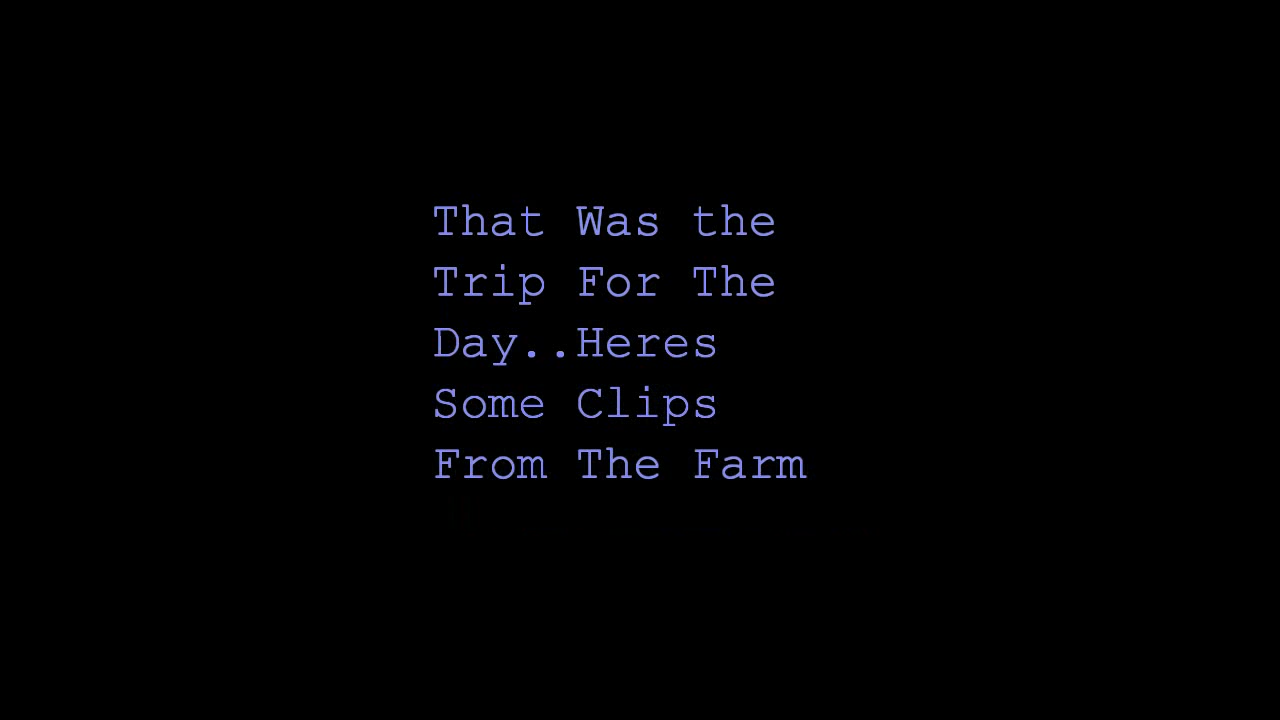 That Was the
Trip For The
Day..Heres
Some Clips
From The Farm